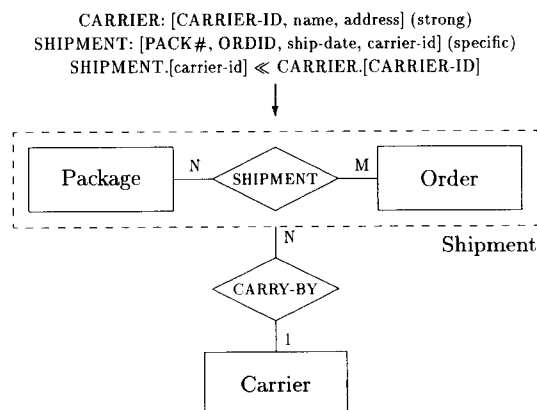 CARRIER: [CARRIER-ID, name, address] (strong)
SHIPMENT: [PACK#, ORDID, ship-date, carrier-id] (specific)
SHIPMENT.[carrier-id] ≪ CARRIER.[CARRIER-ID]
Package N SHIPMENT M Order
N Shipment
CARRY-BY
1
Carrier